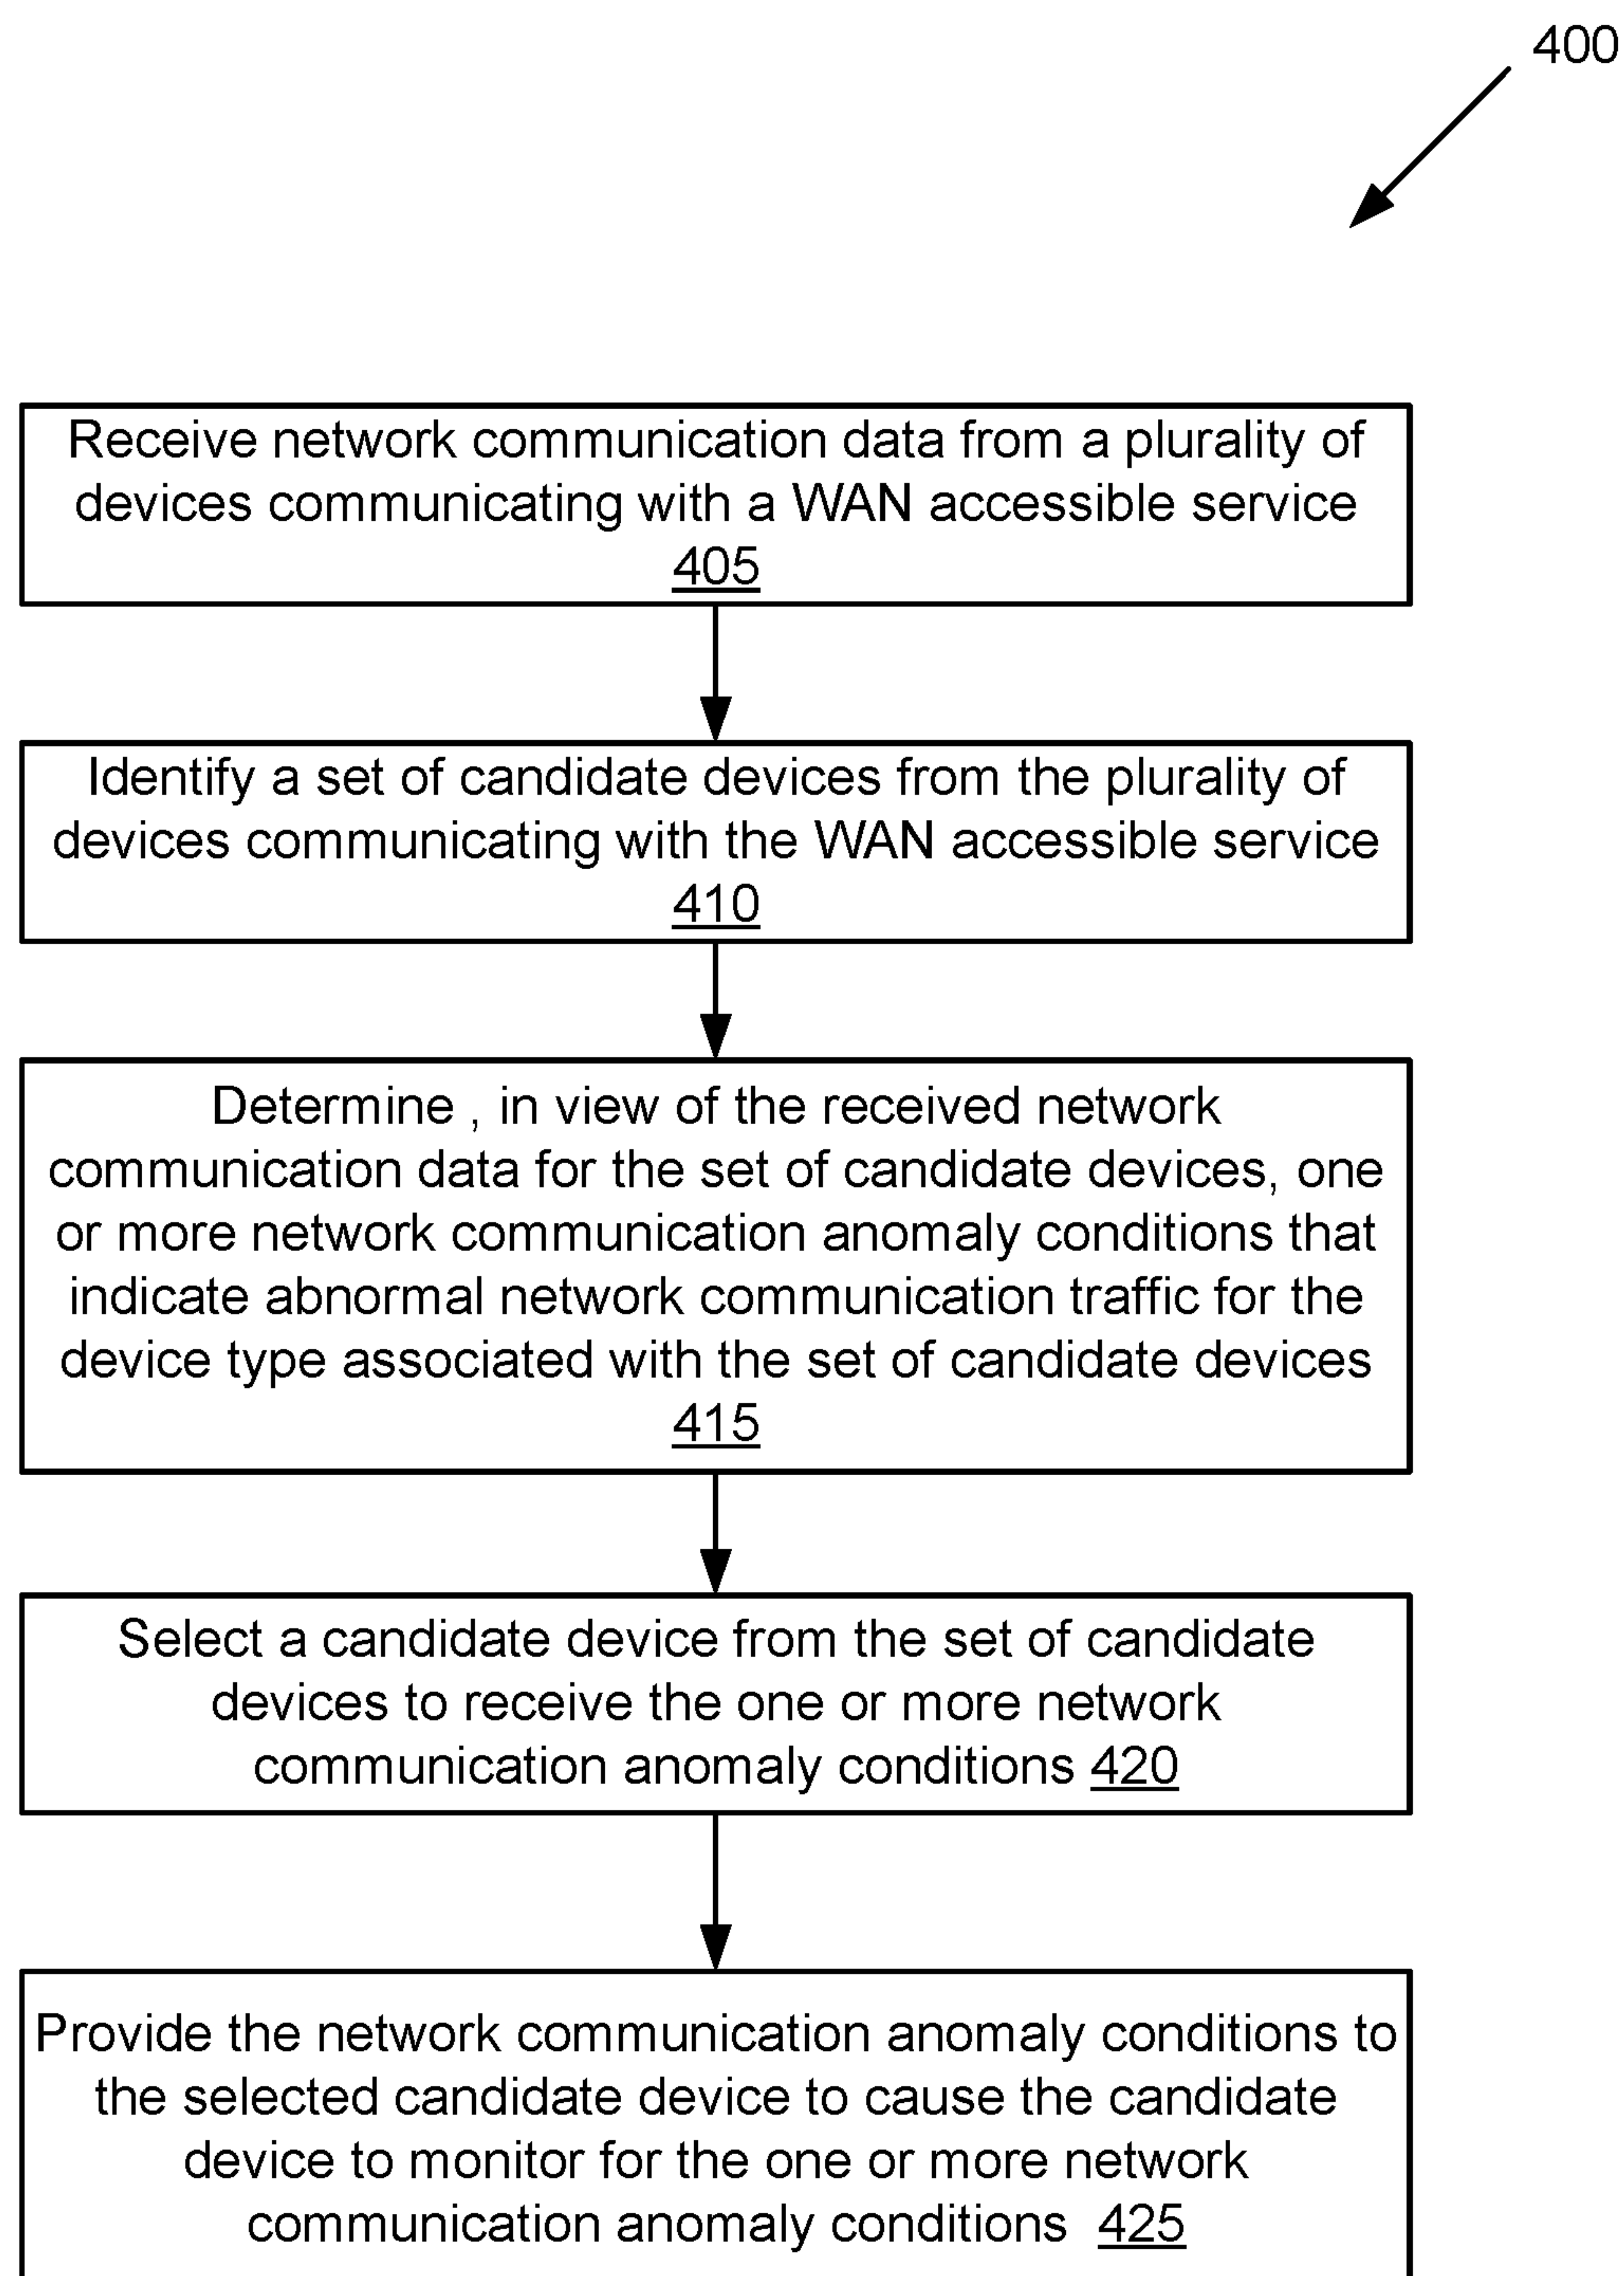 400
Receive network communication data from a plurality of
devices communicating with a WAN accessible service
405
Identify a set of candidate devices from the plurality of
devices communicating with the WAN accessible service
410
Determine , in view of the received network
communication data for the set of candidate devices, one
or more network communication anomaly conditions that
indicate abnormal network communication traffic for the
device type associated with the set of candidate devices
415
Select a candidate device from the set of candidate
devices to receive the one or more network
communication anomaly conditions 420
Provide the network communication anomaly conditions to
the selected candidate device to cause the candidate
device to monitor for the one or more network
communication anomaly conditions 425